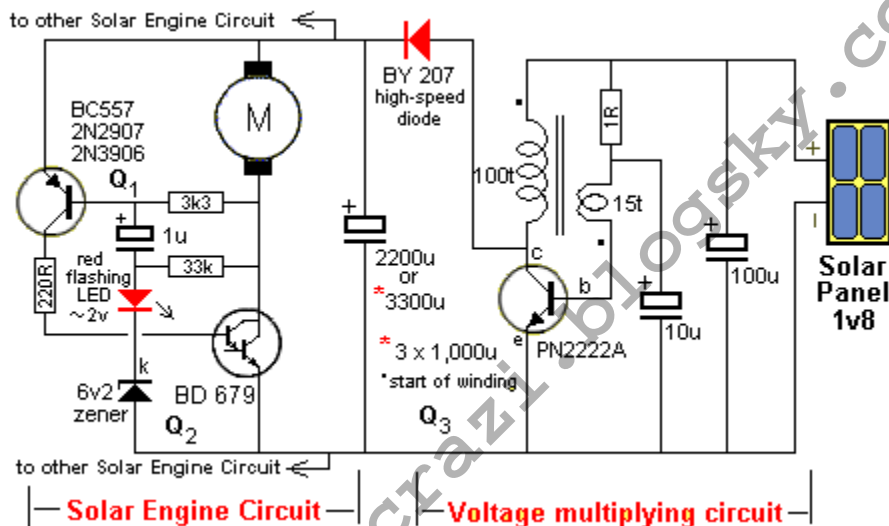 to other Solar Engine Circuit
BC557
2N2907
2N3906
Q1
M
BY 207
high-speed
diode
1R
100t
15t
+
−
3k3
+
1u
33k
220R
red
flashing
LED
~2v
k
6v2
zener
BD 679
Q2
+
2200u
or
*3300u
*3 x 1,000u
•start of winding
Q3
c
b
e
PN2222A
+
10u
+
100u
Solar
Panel
1v8
to other Solar Engine Circuit
Solar Engine Circuit
Voltage multiplying circuit
crazi.blogsky.co